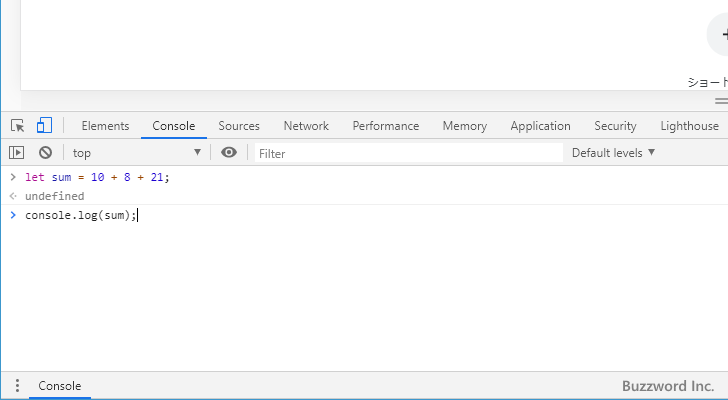 ショート
Elements Console Sources Network Performance Memory Application Security Lighthouse
top Filter Default levels
let sum = 10 + 8 + 21;
undefined
console.log(sum);
Console
Buzzword Inc.